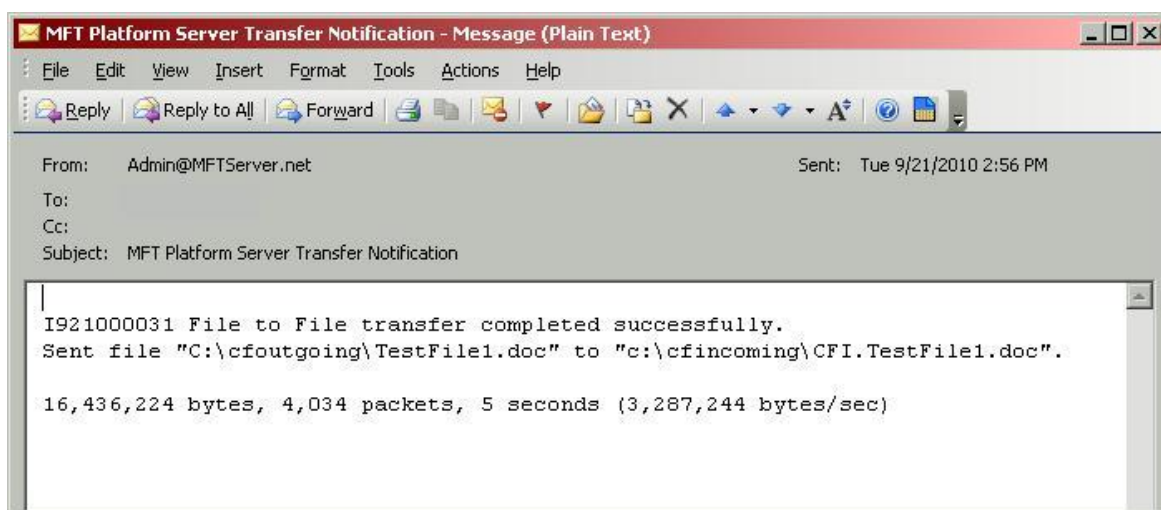 MFT Platform Server Transfer Notification - Message (Plain Text)
File Edit View Insert Format Tools Actions Help
Reply Reply to All Forward
From: Admin@MFTServer.net Sent: Tue 9/21/2010 2:56 PM
To:
Cc:
Subject: MFT Platform Server Transfer Notification
I921000031 File to File transfer completed successfully.
Sent file "C:\cfoutgoing\TestFile1.doc" to "c:\cfincoming\CFI.TestFile1.doc".
16,436,224 bytes, 4,034 packets, 5 seconds (3,287,244 bytes/sec)